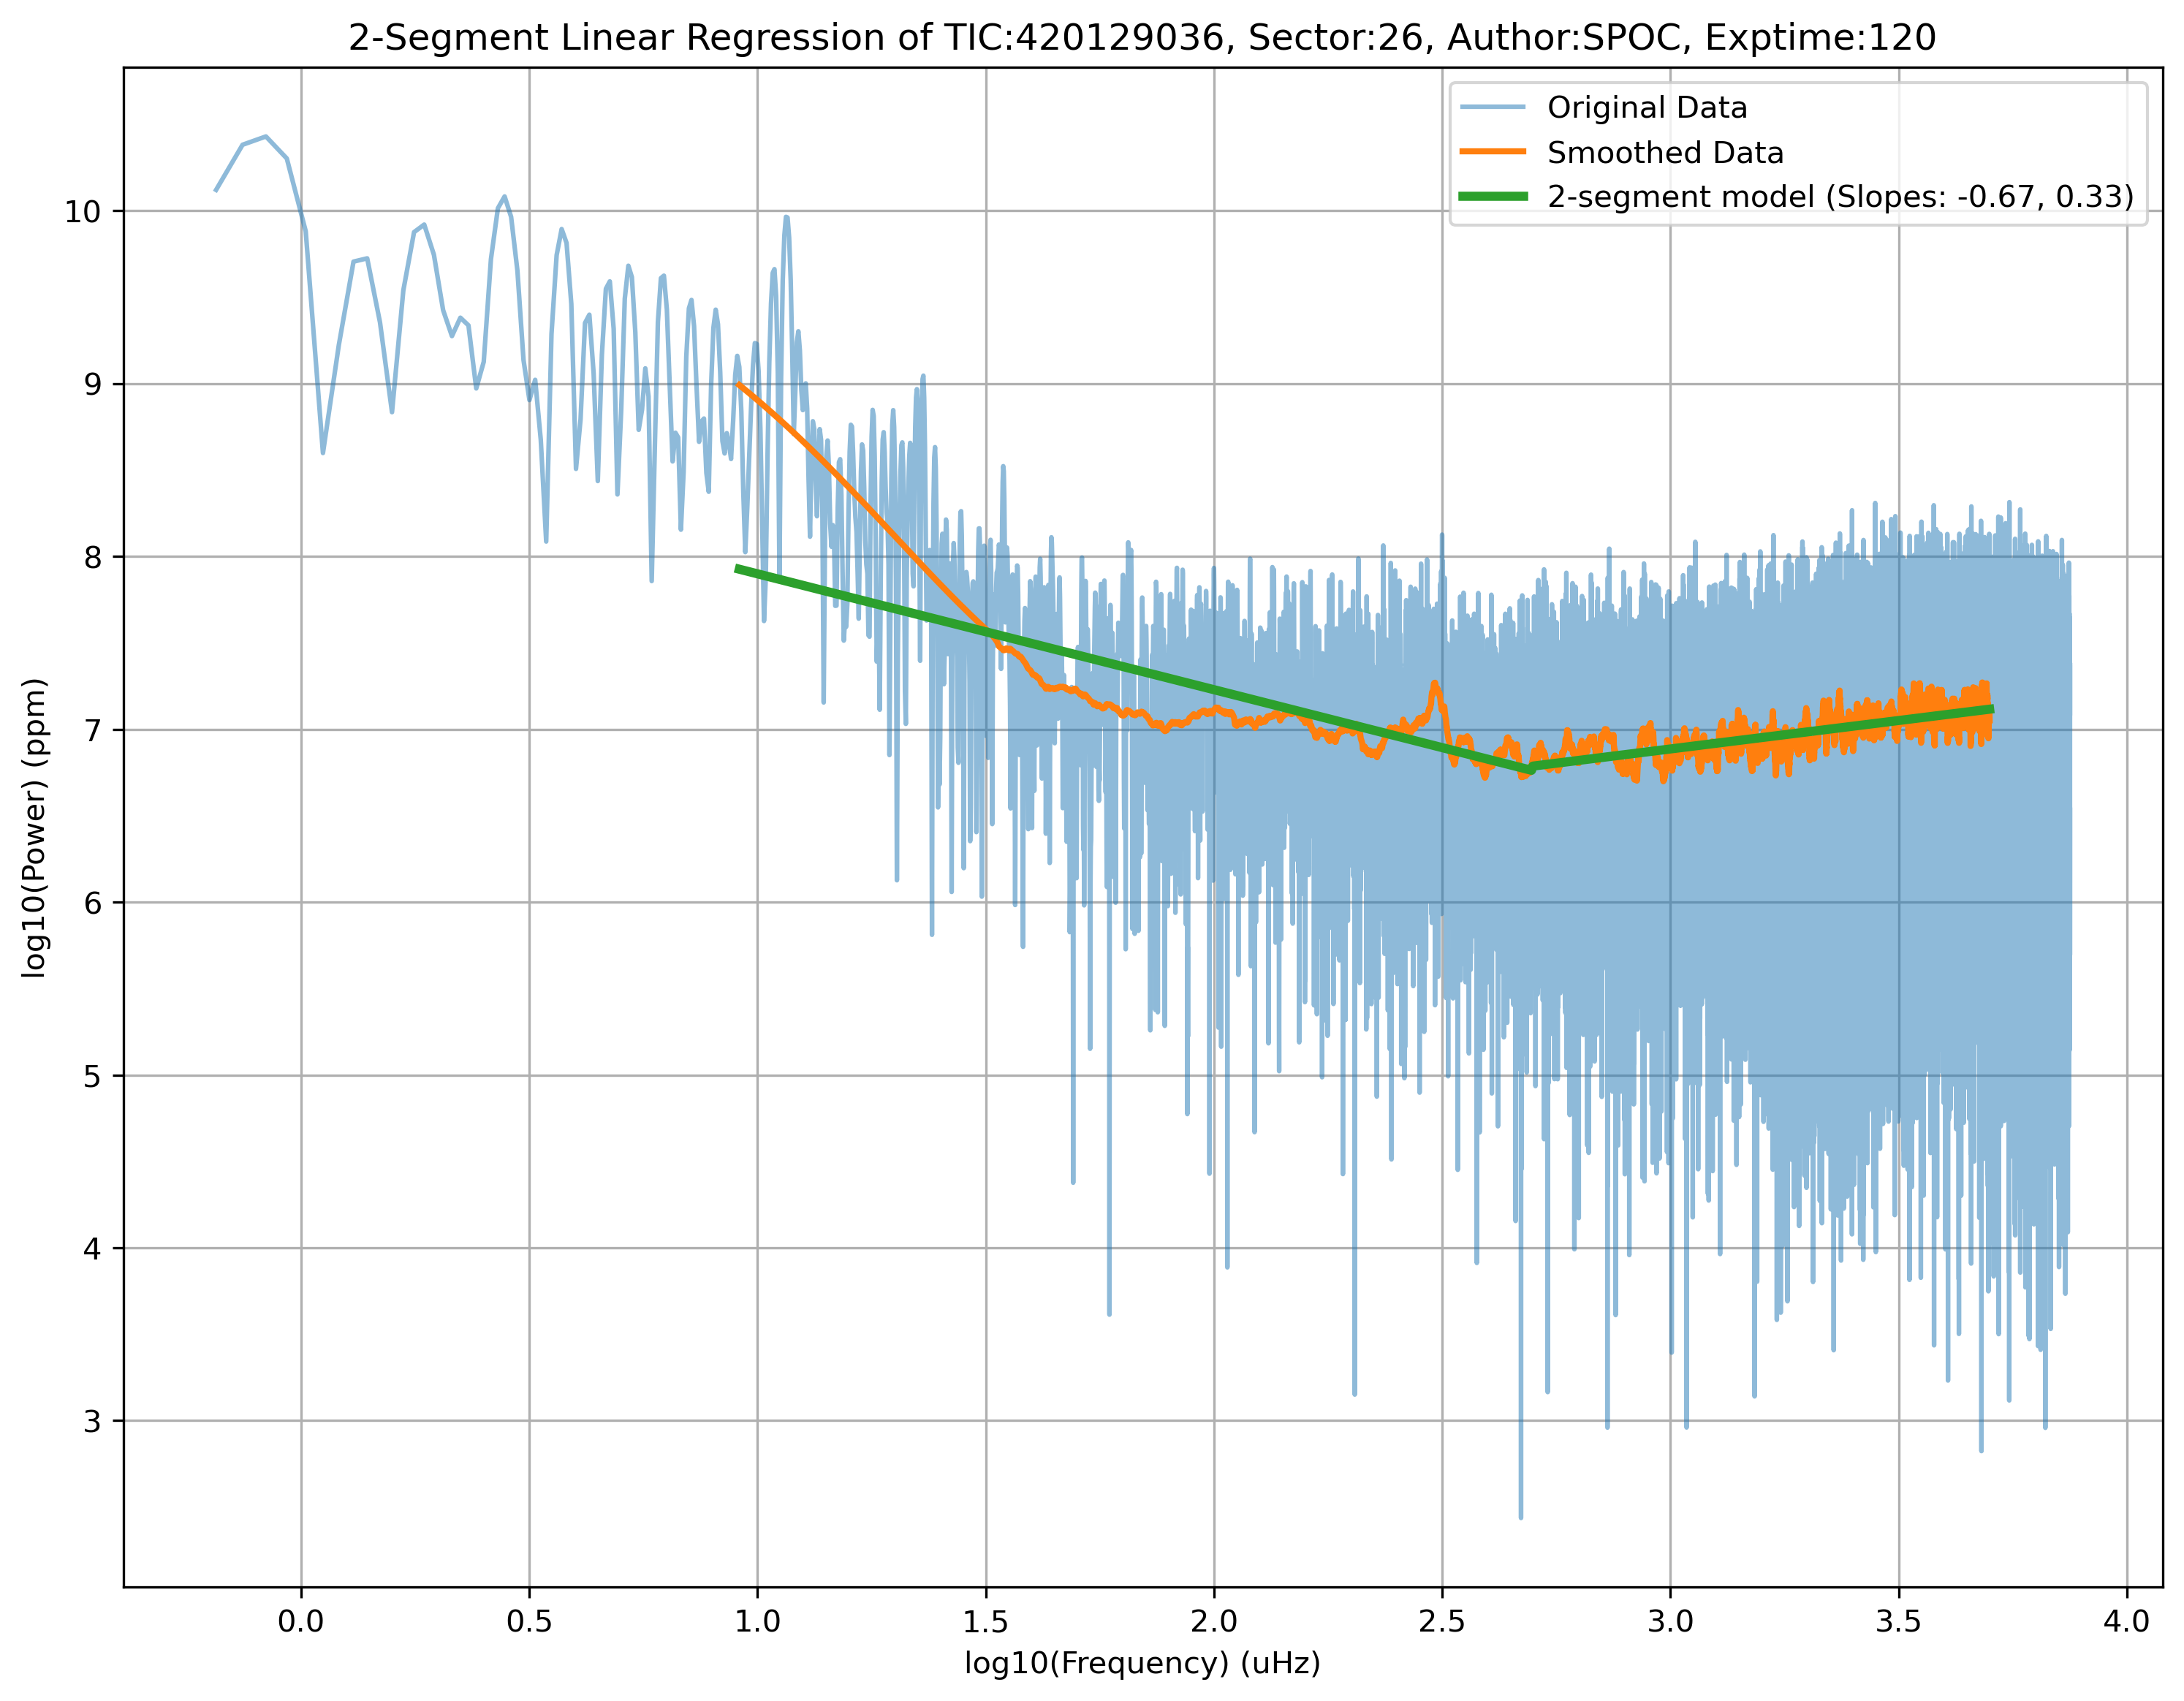 2-Segment Linear Regression of TIC:420129036, Sector:26, Author:SPOC, Exptime:120
Original Data
Smoothed Data
2-segment model (Slopes: -0.67, 0.33)
log10(Power) (ppm)
10
9
8
7
6
5
4
3
0.0 0.5 1.0 1.5 2.0 2.5 3.0 3.5 4.0
log10(Frequency) (uHz)